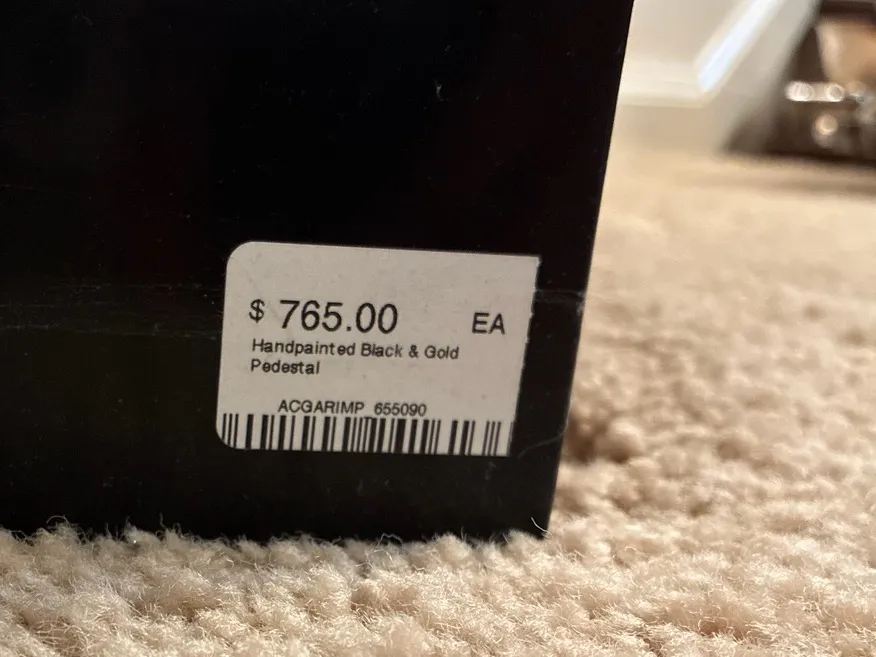 $ 765.00 EA
Handpainted Black & Gold
Pedestal
ACGARIMP 655090